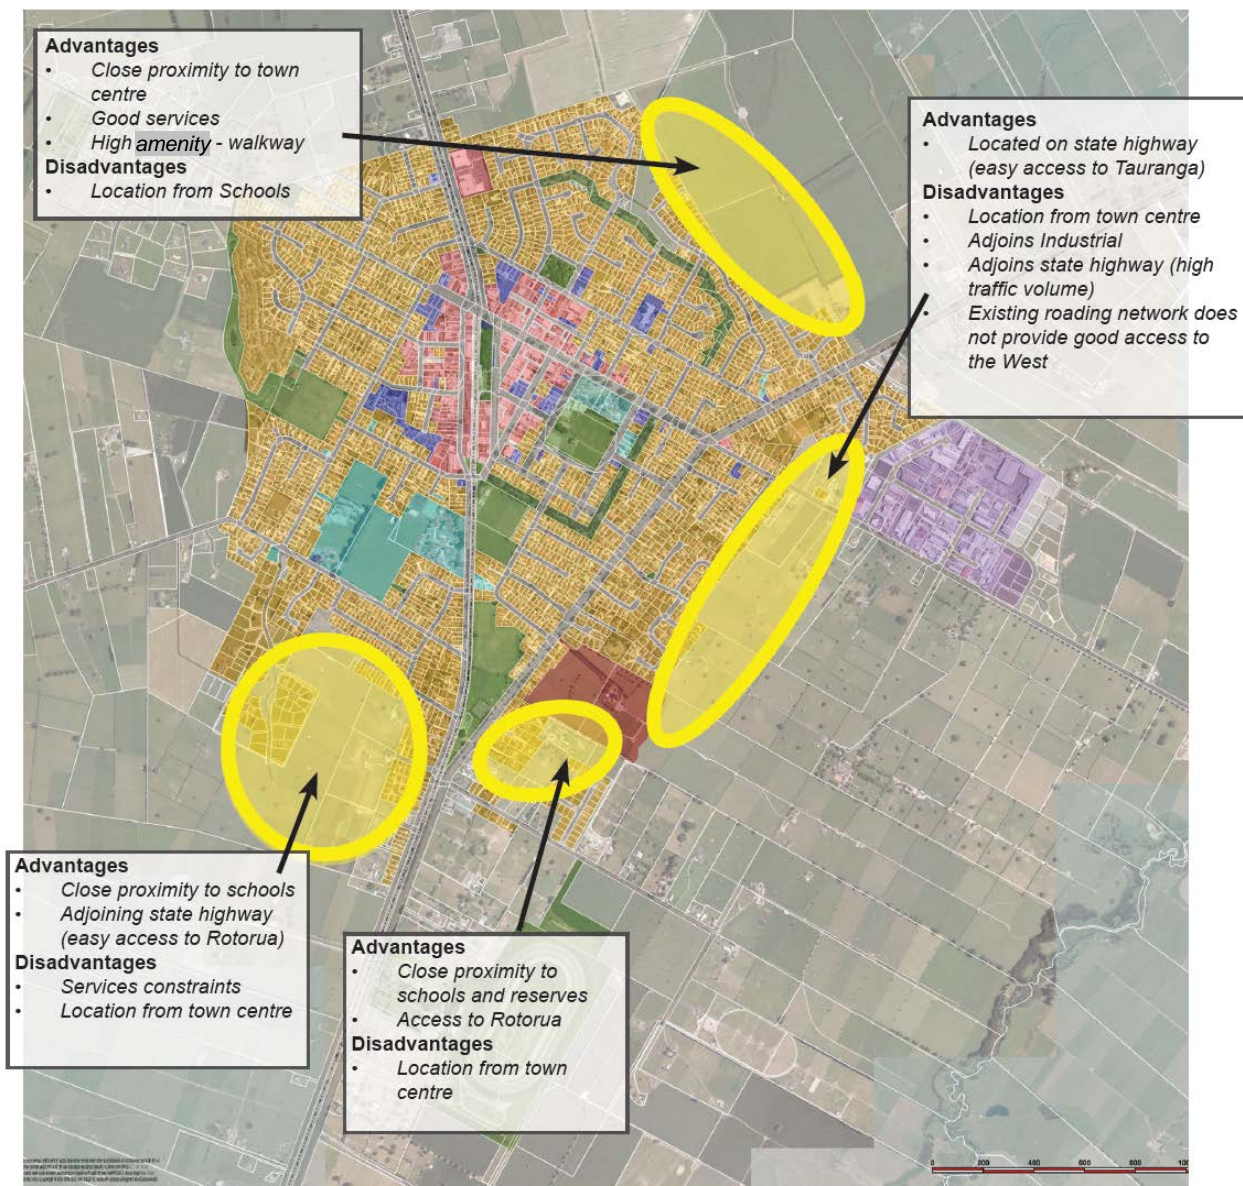 Advantages
• Close proximity to town
centre
• Good services
• High amenity - walkway
Disadvantages
• Location from Schools
Advantages
• Located on state highway
(easy access to Tauranga)
Disadvantages
• Location from town centre
• Adjoins Industrial
• Adjoins state highway (high
traffic volume)
• Existing roading network does
not provide good access to
the West
Advantages
• Close proximity to schools
• Adjoining state highway
(easy access to Rotorua)
Disadvantages
• Services constraints
• Location from town centre
Advantages
• Close proximity to
schools and reserves
• Access to Rotorua
Disadvantages
• Location from town
centre
0 200 400 600 800